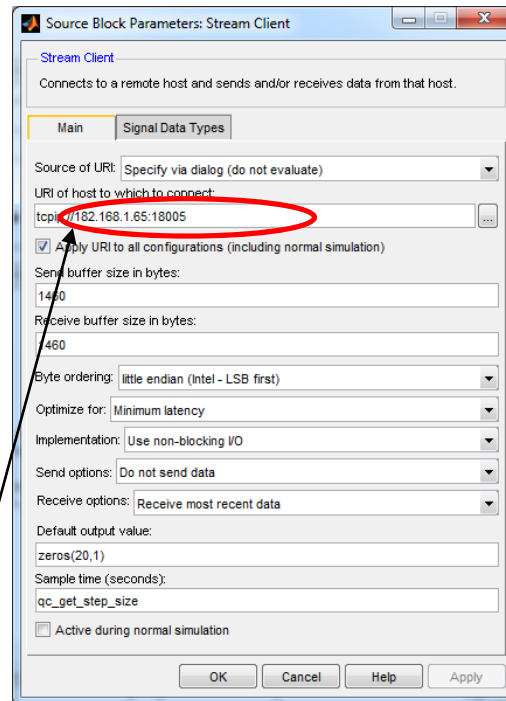 Source Block Parameters: Stream Client
Stream Client
Connects to a remote host and sends and/or receives data from that host.
Main Signal Data Types
Source of URI: Specify via dialog (do not evaluate)
URI of host to which to connect:
tcpip://182.168.1.65:18005 ...
Apply URI to all configurations (including normal simulation)
Send buffer size in bytes:
1460
Receive buffer size in bytes:
1460
Byte ordering: little endian (Intel - LSB first)
Optimize for: Minimum latency
Implementation: Use non-blocking I/O
Send options: Do not send data
Receive options: Receive most recent data
Default output value:
zeros(20,1)
Sample time (seconds):
qc_get_step_size
Active during normal simulation
OK Cancel Help Apply